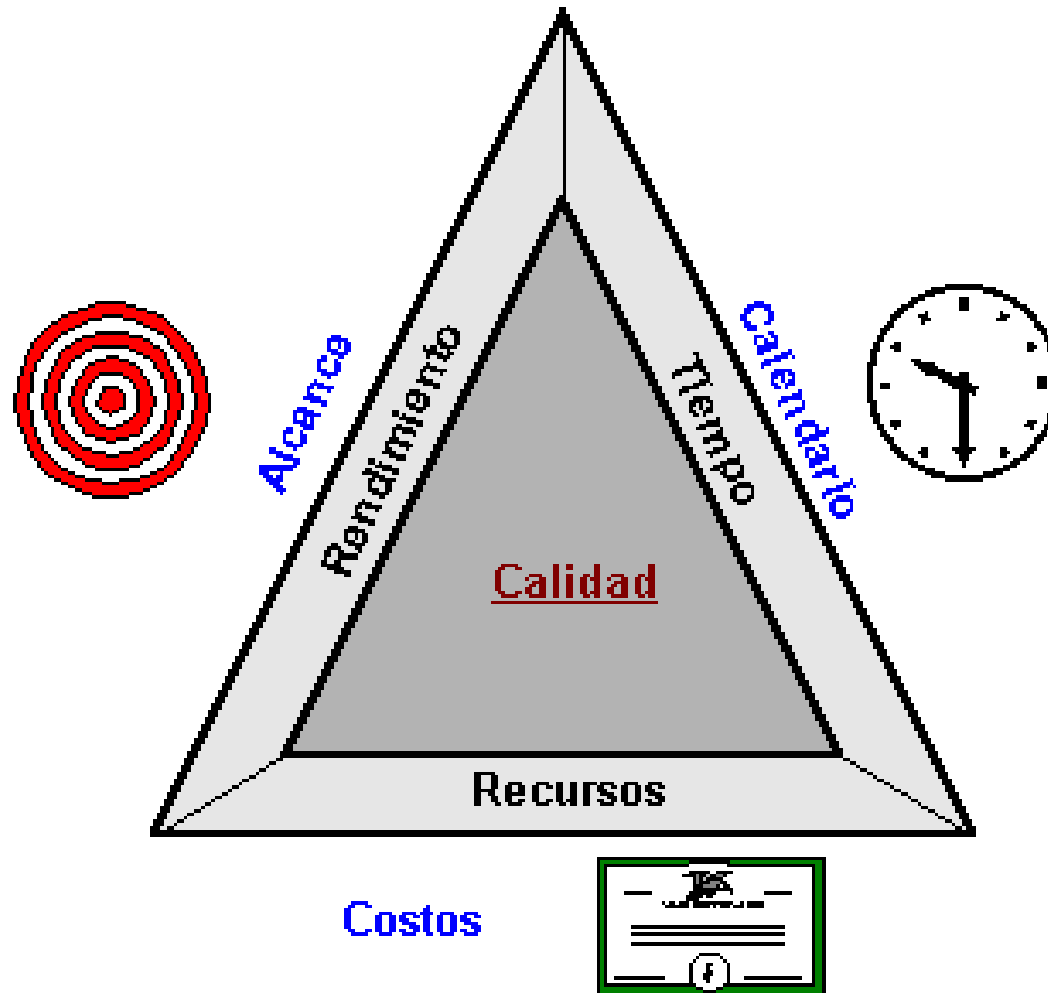 Alcance
Rendimiento
Tiempo
Calendario
Calidad
Recursos
Costos